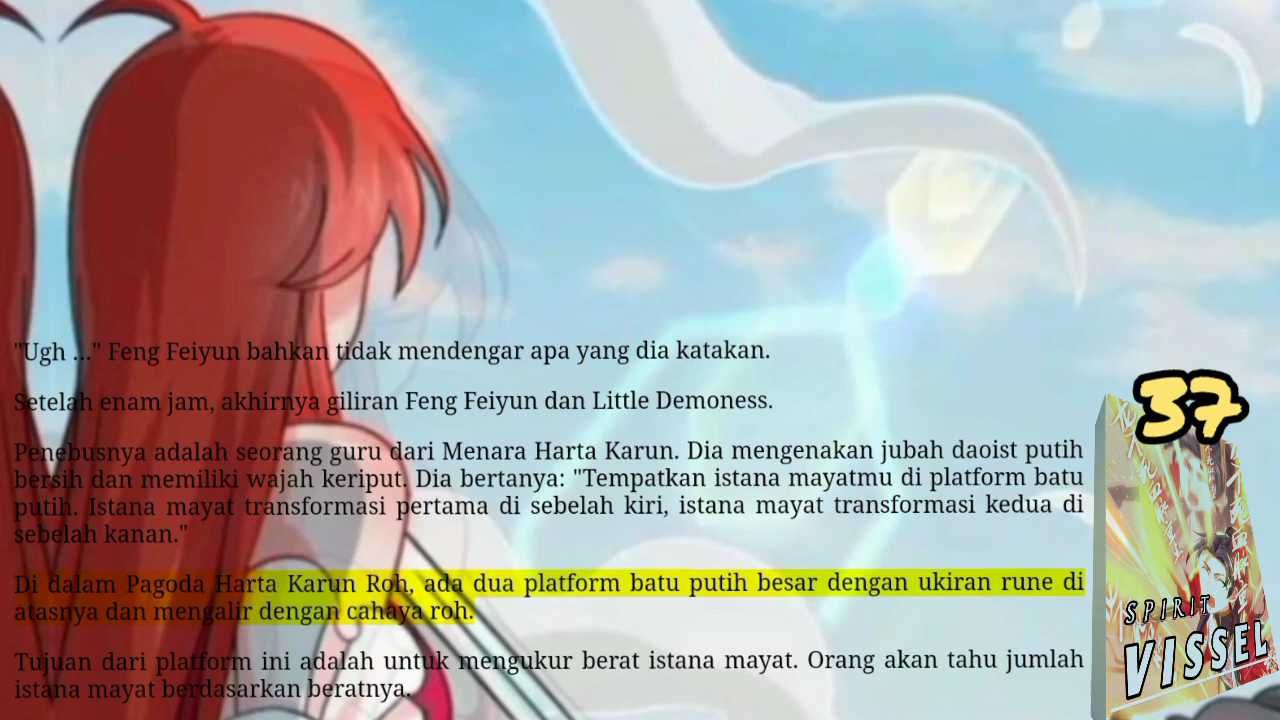 "Ugh ..." Feng Feiyun bahkan tidak mendengar apa yang dia katakan.
Setelah enam jam, akhirnya giliran Feng Feiyun dan Little Demoness.
Penebusnya adalah seorang guru dari Menara Harta Karun. Dia mengenakan jubah daoist putih
bersih dan memiliki wajah keriput. Dia bertanya: "Tempatkan istana mayatmu di platform batu
putih. Istana mayat transformasi pertama di sebelah kiri, istana mayat transformasi kedua di
sebelah kanan."
Di dalam Pagoda Harta Karun Roh, ada dua platform batu putih besar dengan ukiran rune di
atasnya dan mengalir dengan cahaya roh.
Tujuan dari platform ini adalah untuk mengukur berat istana mayat. Orang akan tahu jumlah
istana mayat berdasarkan beratnya.
37
SPIRIT
VISSEL